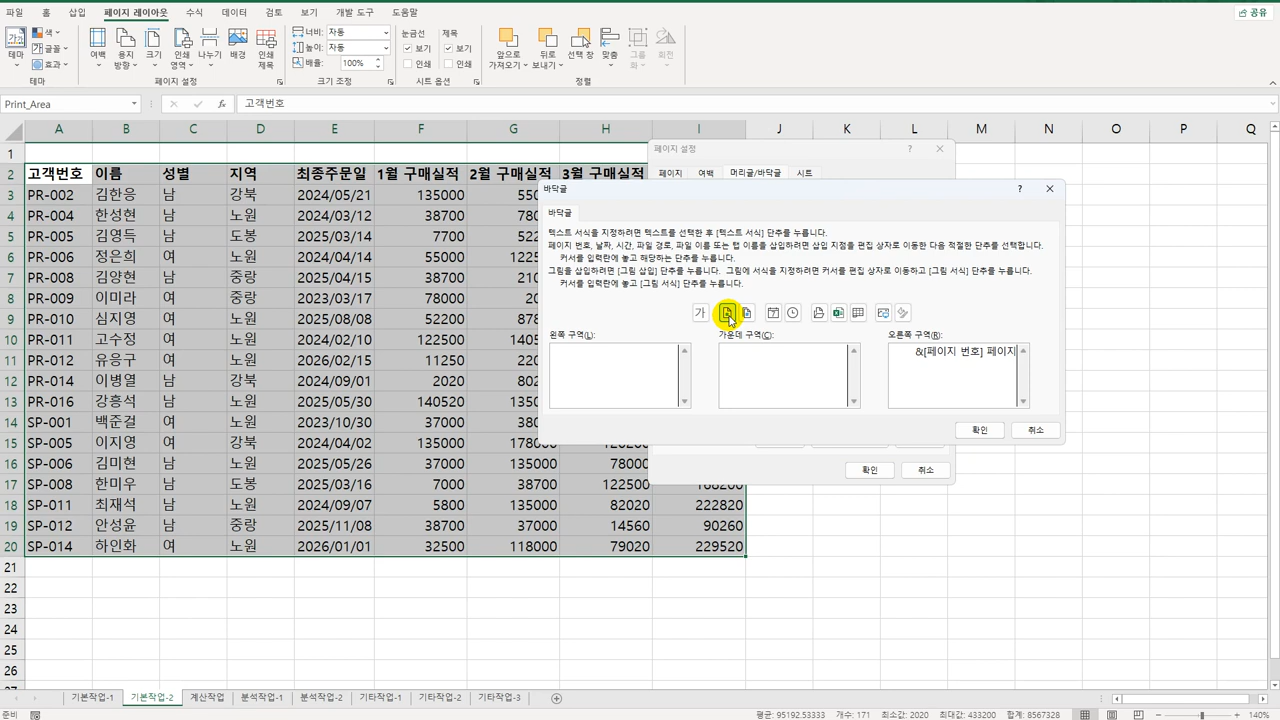 파일 홈 삽입 페이지 레이아웃 수식 데이터 검토 보기 개발 도구 도움말 공유
테마 색 글꼴 효과
여백 용지 방향 크기 인쇄 영역 나누기 배경 인쇄 제목
너비: 자동
높이: 자동
배율: 100%
눈금선 제목
보기 보기
인쇄 인쇄
앞으로 가져오기 뒤로 보내기 선택 창 맞춤 그룹화 회전
테마 페이지 설정 크기 조정 시트 옵션 정렬
Print_Area fx 고객번호
A B C D E F G H I J K L M N O P Q
1
2 고객번호 이름 성별 지역 최종주문일 1월 구매실적 2월 구매실적 3월 구매실적
3 PR-002 김한응 남 강북 2024/05/21 135000
4 PR-004 한성현 남 노원 2024/03/12 38700
5 PR-005 김영득 남 도봉 2025/03/14 7700
6 PR-006 정은희 여 노원 2024/04/14 55000
7 PR-008 김양현 남 중랑 2025/04/15 38700
8 PR-009 이미라 여 중랑 2023/03/17 78000
9 PR-010 심지영 여 노원 2024/08/08 52200
10 PR-011 고수정 여 노원 2024/02/10 122500
11 PR-012 유응구 여 노원 2026/02/15 11250
12 PR-014 이병열 남 강북 2024/09/01 2020
13 PR-016 강흥석 남 노원 2025/05/30 140520
14 SP-001 백준걸 여 노원 2023/10/30 37000
15 SP-005 이지영 여 강북 2024/04/02 135000 178000
16 SP-006 김미현 남 노원 2025/05/26 37000 135000 78000
17 SP-008 한미우 남 도봉 2025/03/16 7000 38700 122500 168200
18 SP-011 최재석 남 노원 2024/09/07 5800 135000 82020 222820
19 SP-012 안성윤 남 중랑 2025/11/08 38700 37000 14560 90260
20 SP-014 하인화 여 노원 2026/01/01 32500 118000 79020 229520
21
22
23
24
25
26
페이지 설정 ?
페이지 여백 머리글/바닥글 시트
바닥글 ?
바닥글
텍스트 서식을 지정하려면 텍스트를 선택한 후 [텍스트 서식] 단추를 누릅니다.
페이지 번호, 날짜, 시간, 파일 경로, 파일 이름 또는 탭 이름을 삽입하려면 삽입 지점을 편집 상자로 이동한 다음 적절한 단추를 선택합니다.
커서를 입력란에 놓고 해당하는 단추를 누릅니다.
그림을 삽입하려면 [그림 삽입] 단추를 누릅니다. 그림에 서식을 지정하려면 커서를 편집 상자로 이동하고 [그림 서식] 단추를 누릅니다.
커서를 입력란에 놓고 [그림 서식] 단추를 누릅니다.
가
왼쪽 구역(L): 가운데 구역(C): 오른쪽 구역(R):
&[페이지 번호] 페이지
확인 취소
확인 취소
기본작업-1 기본작업-2 계산작업 분석작업-1 분석작업-2 기타작업-1 기타작업-2 기타작업-3
준비 평균: 95192.53333 개수: 171 최소값: 2020 최대값: 433200 합계: 8567328 140%